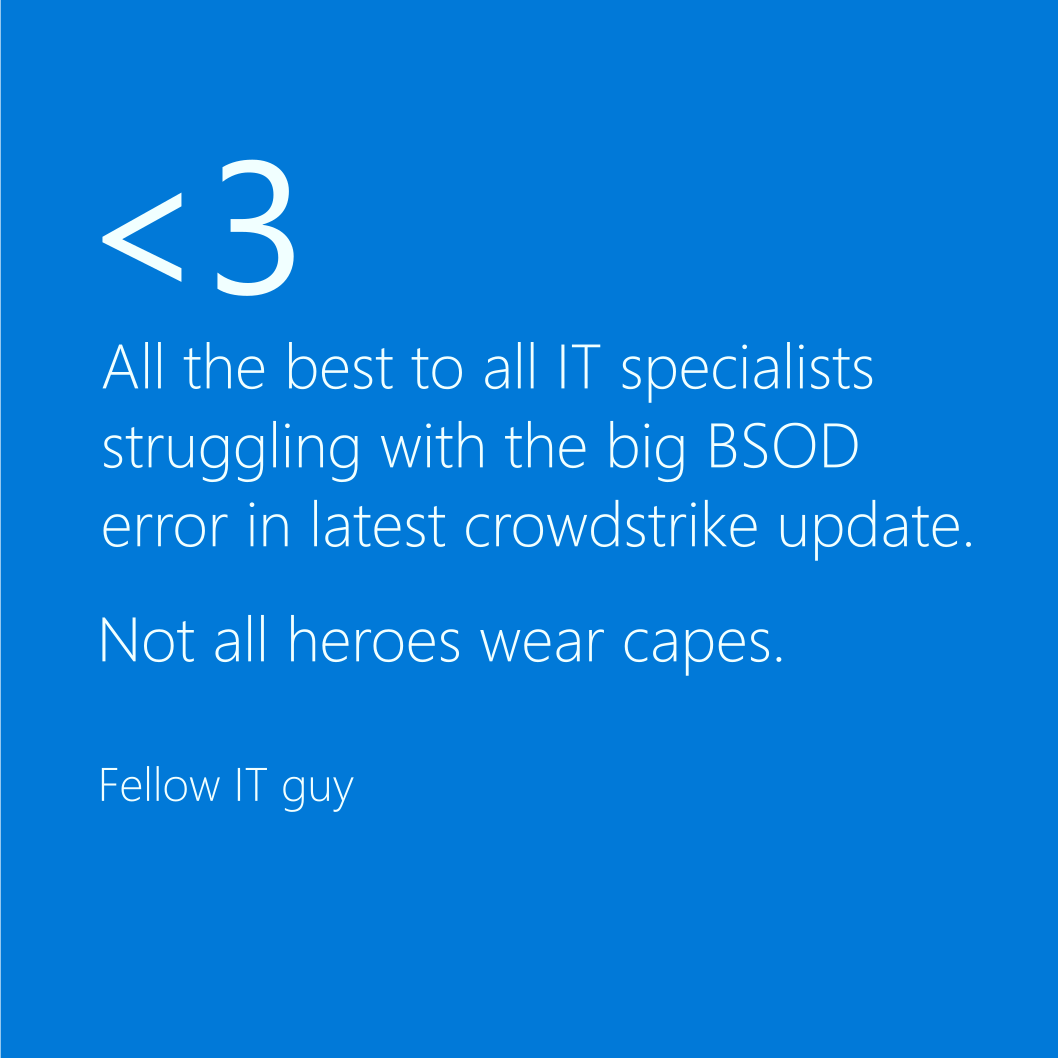 <3
All the best to all IT specialists
struggling with the big BSOD
error in latest crowdstrike update.
Not all heroes wear capes.
Fellow IT guy